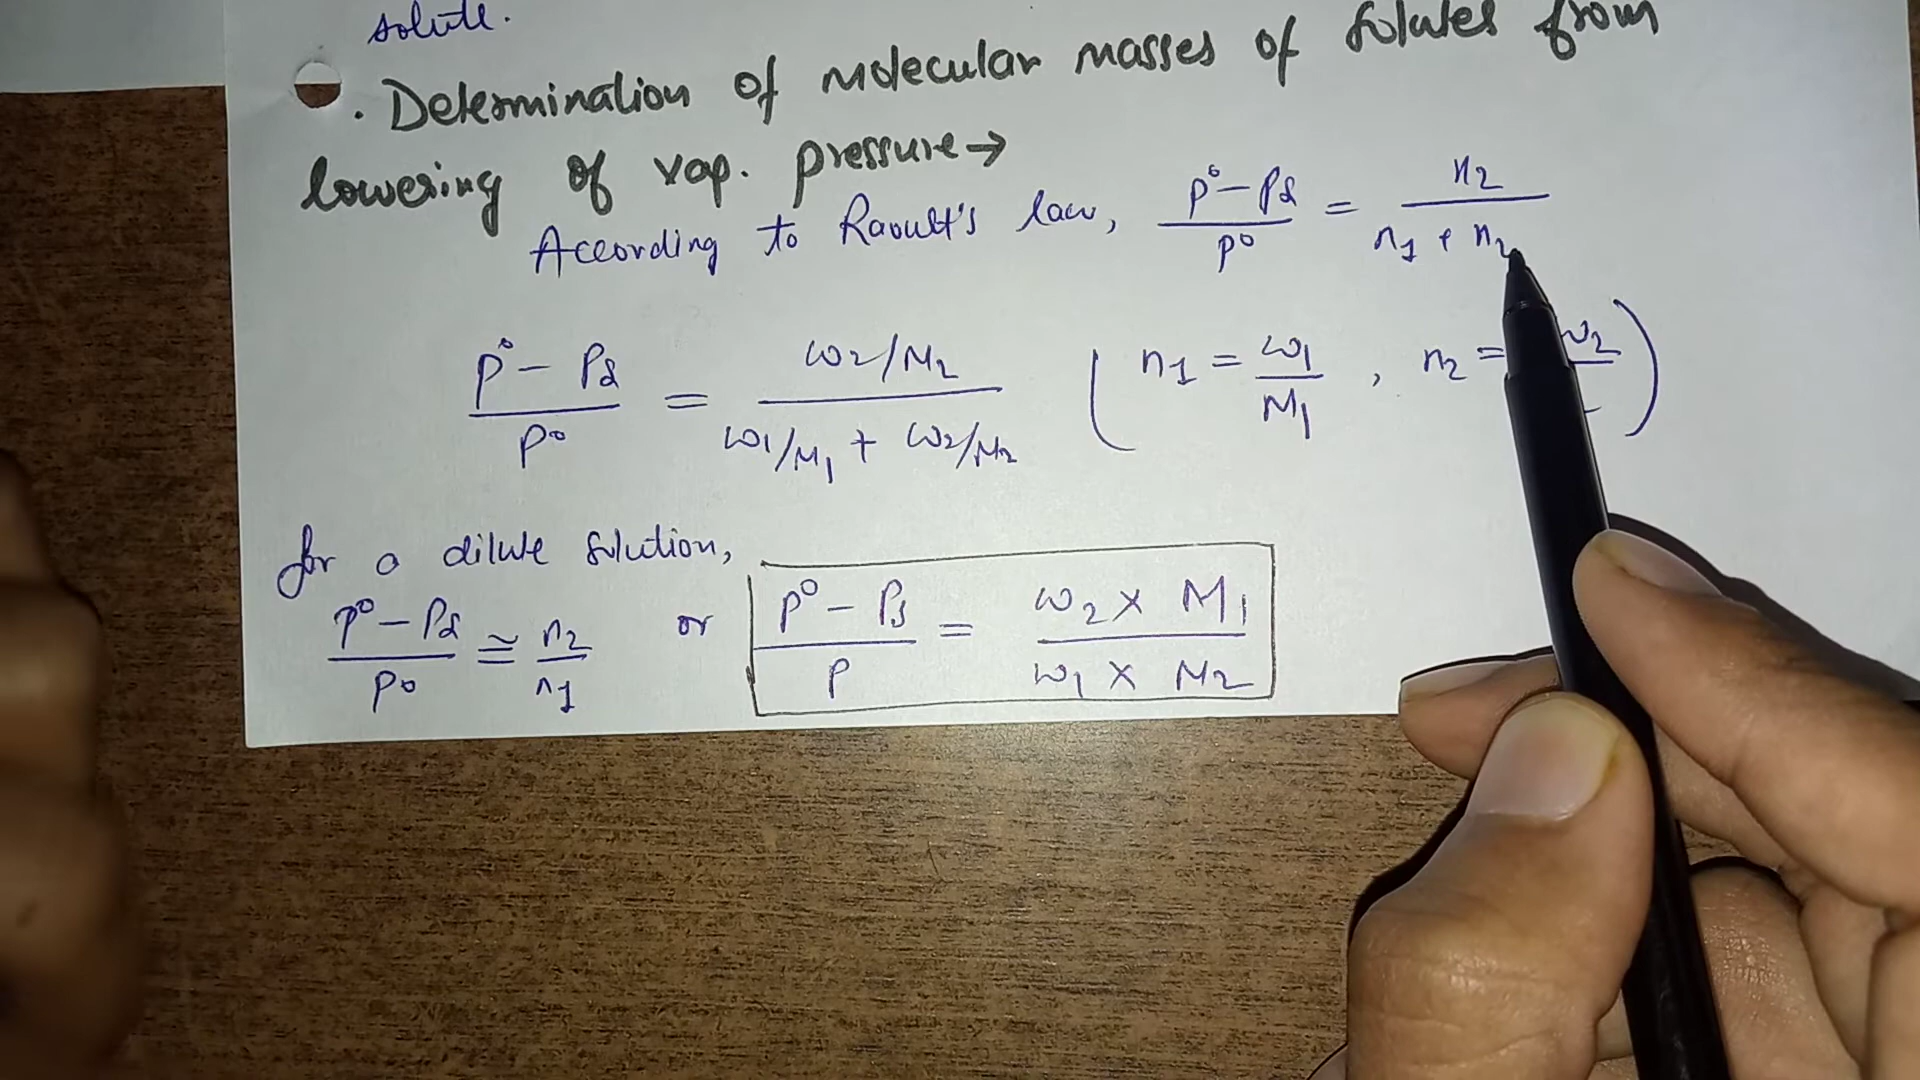 solute.
. Determination of molecular masses of solutes from
lowering of vap. pressure →
According to Raoult's law, (p° - Ps)/p° = n2/(n1 + n2)
(p° - Ps)/p° = (w2/M2)/(w1/M1 + w2/M2) (n1 = w1/M1, n2 = w2/)
for a dilute solution,
(p° - Ps)/p° ≅ n2/n1 or (p° - Ps)/p = (w2 × M1)/(w1 × M2)